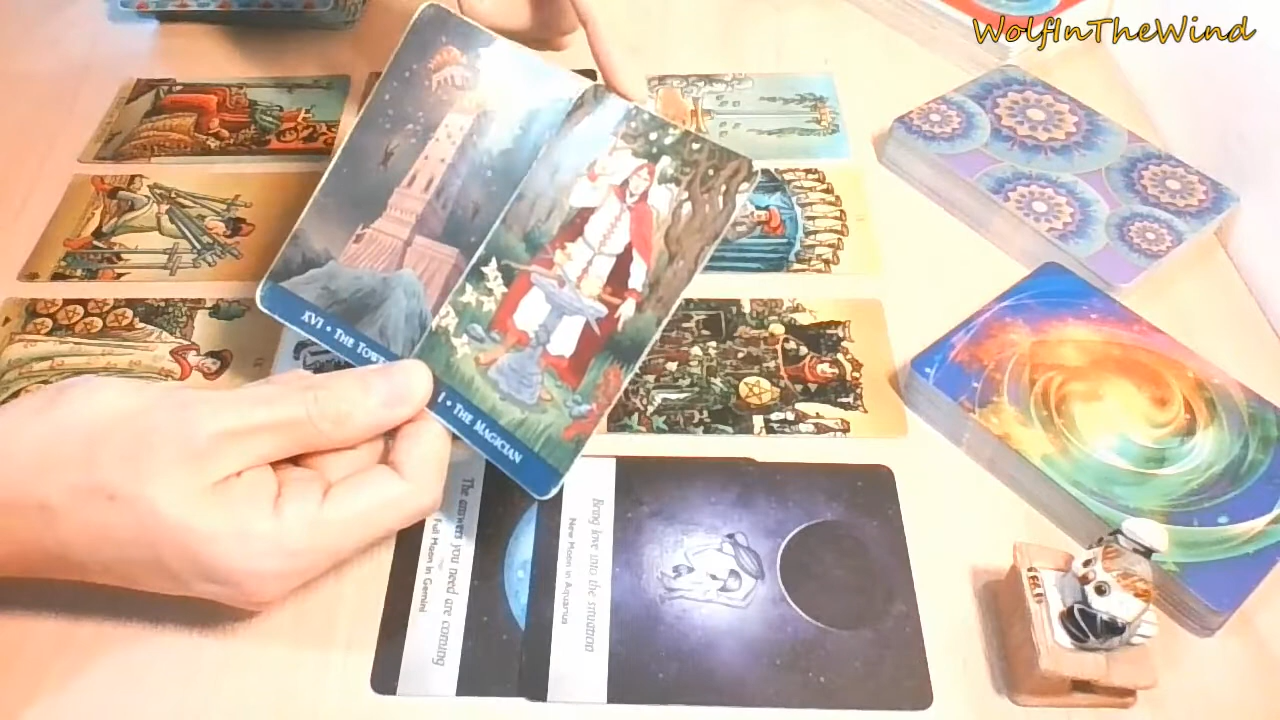 WolfInTheWind
XVI • THE TOWER
I • THE MAGICIAN
The answers you need are coming
Full Moon in Gemini
Bring love into the situation
New Moon in Aquarius